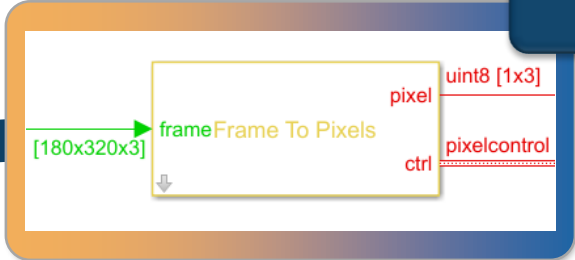 uint8 [1x3]
pixel
frame Frame To Pixels
[180x320x3]
pixelcontrol
ctrl